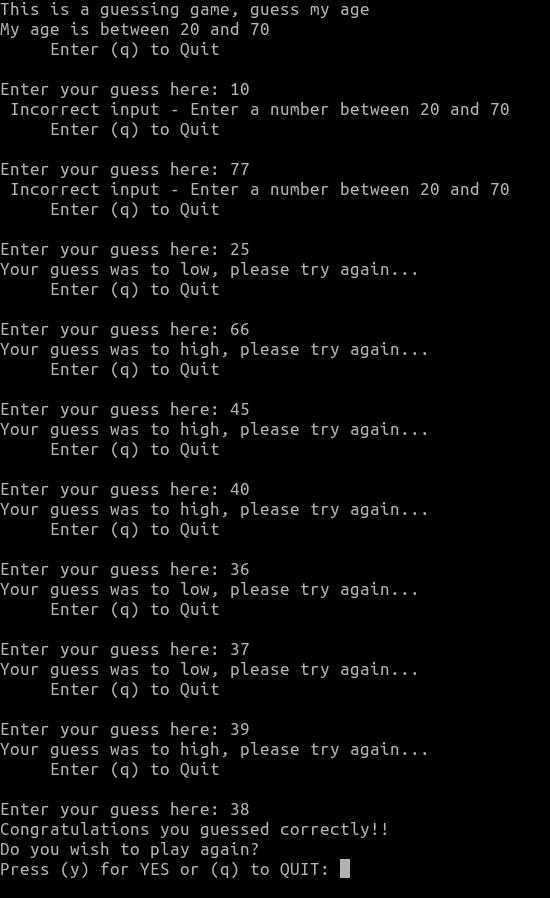 This is a guessing game, guess my age
My age is between 20 and 70
Enter (q) to Quit
Enter your guess here: 10
Incorrect input - Enter a number between 20 and 70
Enter (q) to Quit
Enter your guess here: 77
Incorrect input - Enter a number between 20 and 70
Enter (q) to Quit
Enter your guess here: 25
Your guess was to low, please try again...
Enter (q) to Quit
Enter your guess here: 66
Your guess was to high, please try again...
Enter (q) to Quit
Enter your guess here: 45
Your guess was to high, please try again...
Enter (q) to Quit
Enter your guess here: 40
Your guess was to high, please try again...
Enter (q) to Quit
Enter your guess here: 36
Your guess was to low, please try again...
Enter (q) to Quit
Enter your guess here: 37
Your guess was to low, please try again...
Enter (q) to Quit
Enter your guess here: 39
Your guess was to high, please try again...
Enter (q) to Quit
Enter your guess here: 38
Congratulations you guessed correctly!!
Do you wish to play again?
Press (y) for YES or (q) to QUIT: